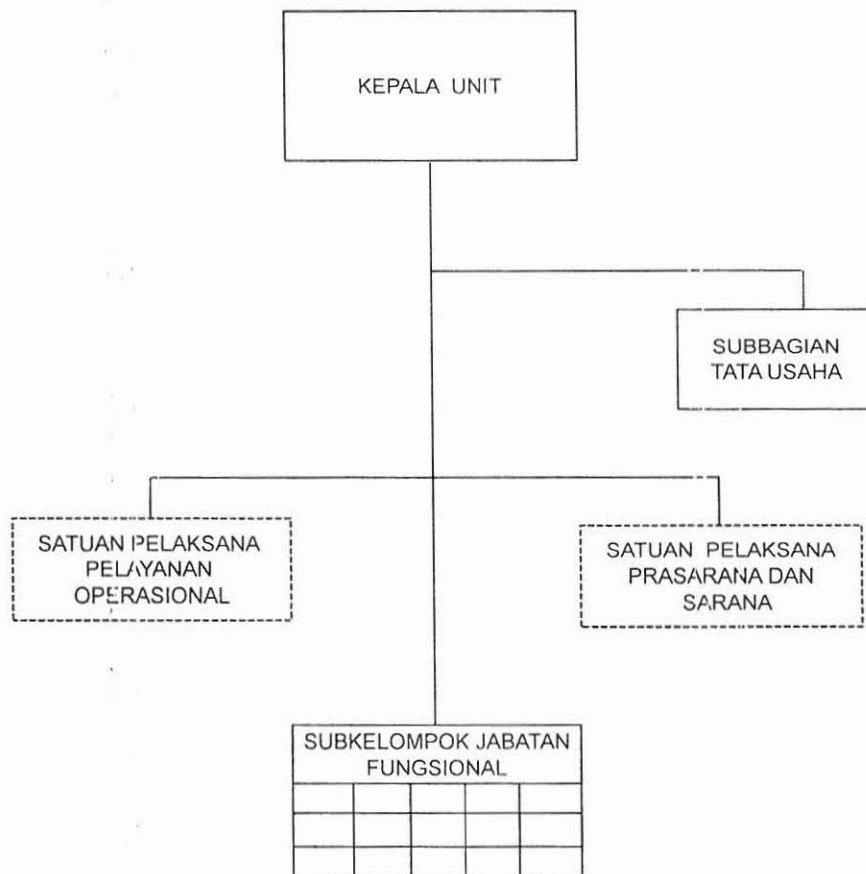 KEPALA UNIT
SUBBAGIAN
TATA USAHA
SATUAN PELAKSANA
PELAYANAN
OPERASIONAL
SATUAN PELAKSANA
PRASARANA DAN
SARANA
SUBKELOMPOK JABATAN
FUNGSIONAL